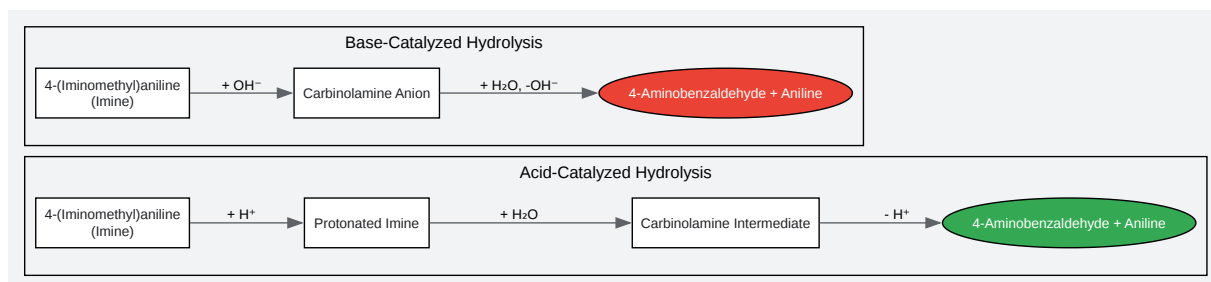 Base-Catalyzed Hydrolysis
4-(Iminomethyl)aniline
(Imine)
+ OH⁻
Carbinolamine Anion
+ H₂O, -OH⁻
4-Aminobenzaldehyde + Aniline
Acid-Catalyzed Hydrolysis
4-(Iminomethyl)aniline
(Imine)
+ H⁺
Protonated Imine
+ H₂O
Carbinolamine Intermediate
- H⁺
4-Aminobenzaldehyde + Aniline